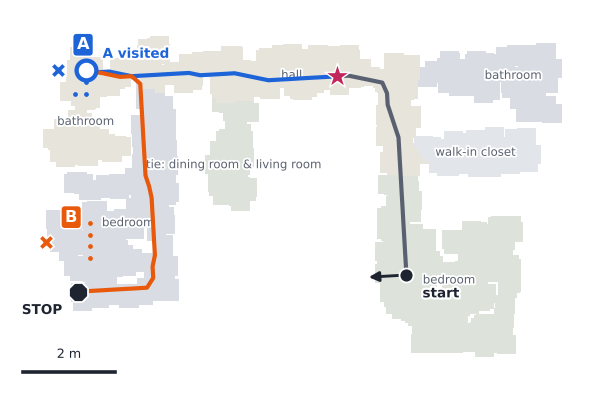 A
A visited
hall
bathroom
bathroom
walk-in closet
tie: dining room & living room
B
bedroom
bedroom
start
STOP
2 m